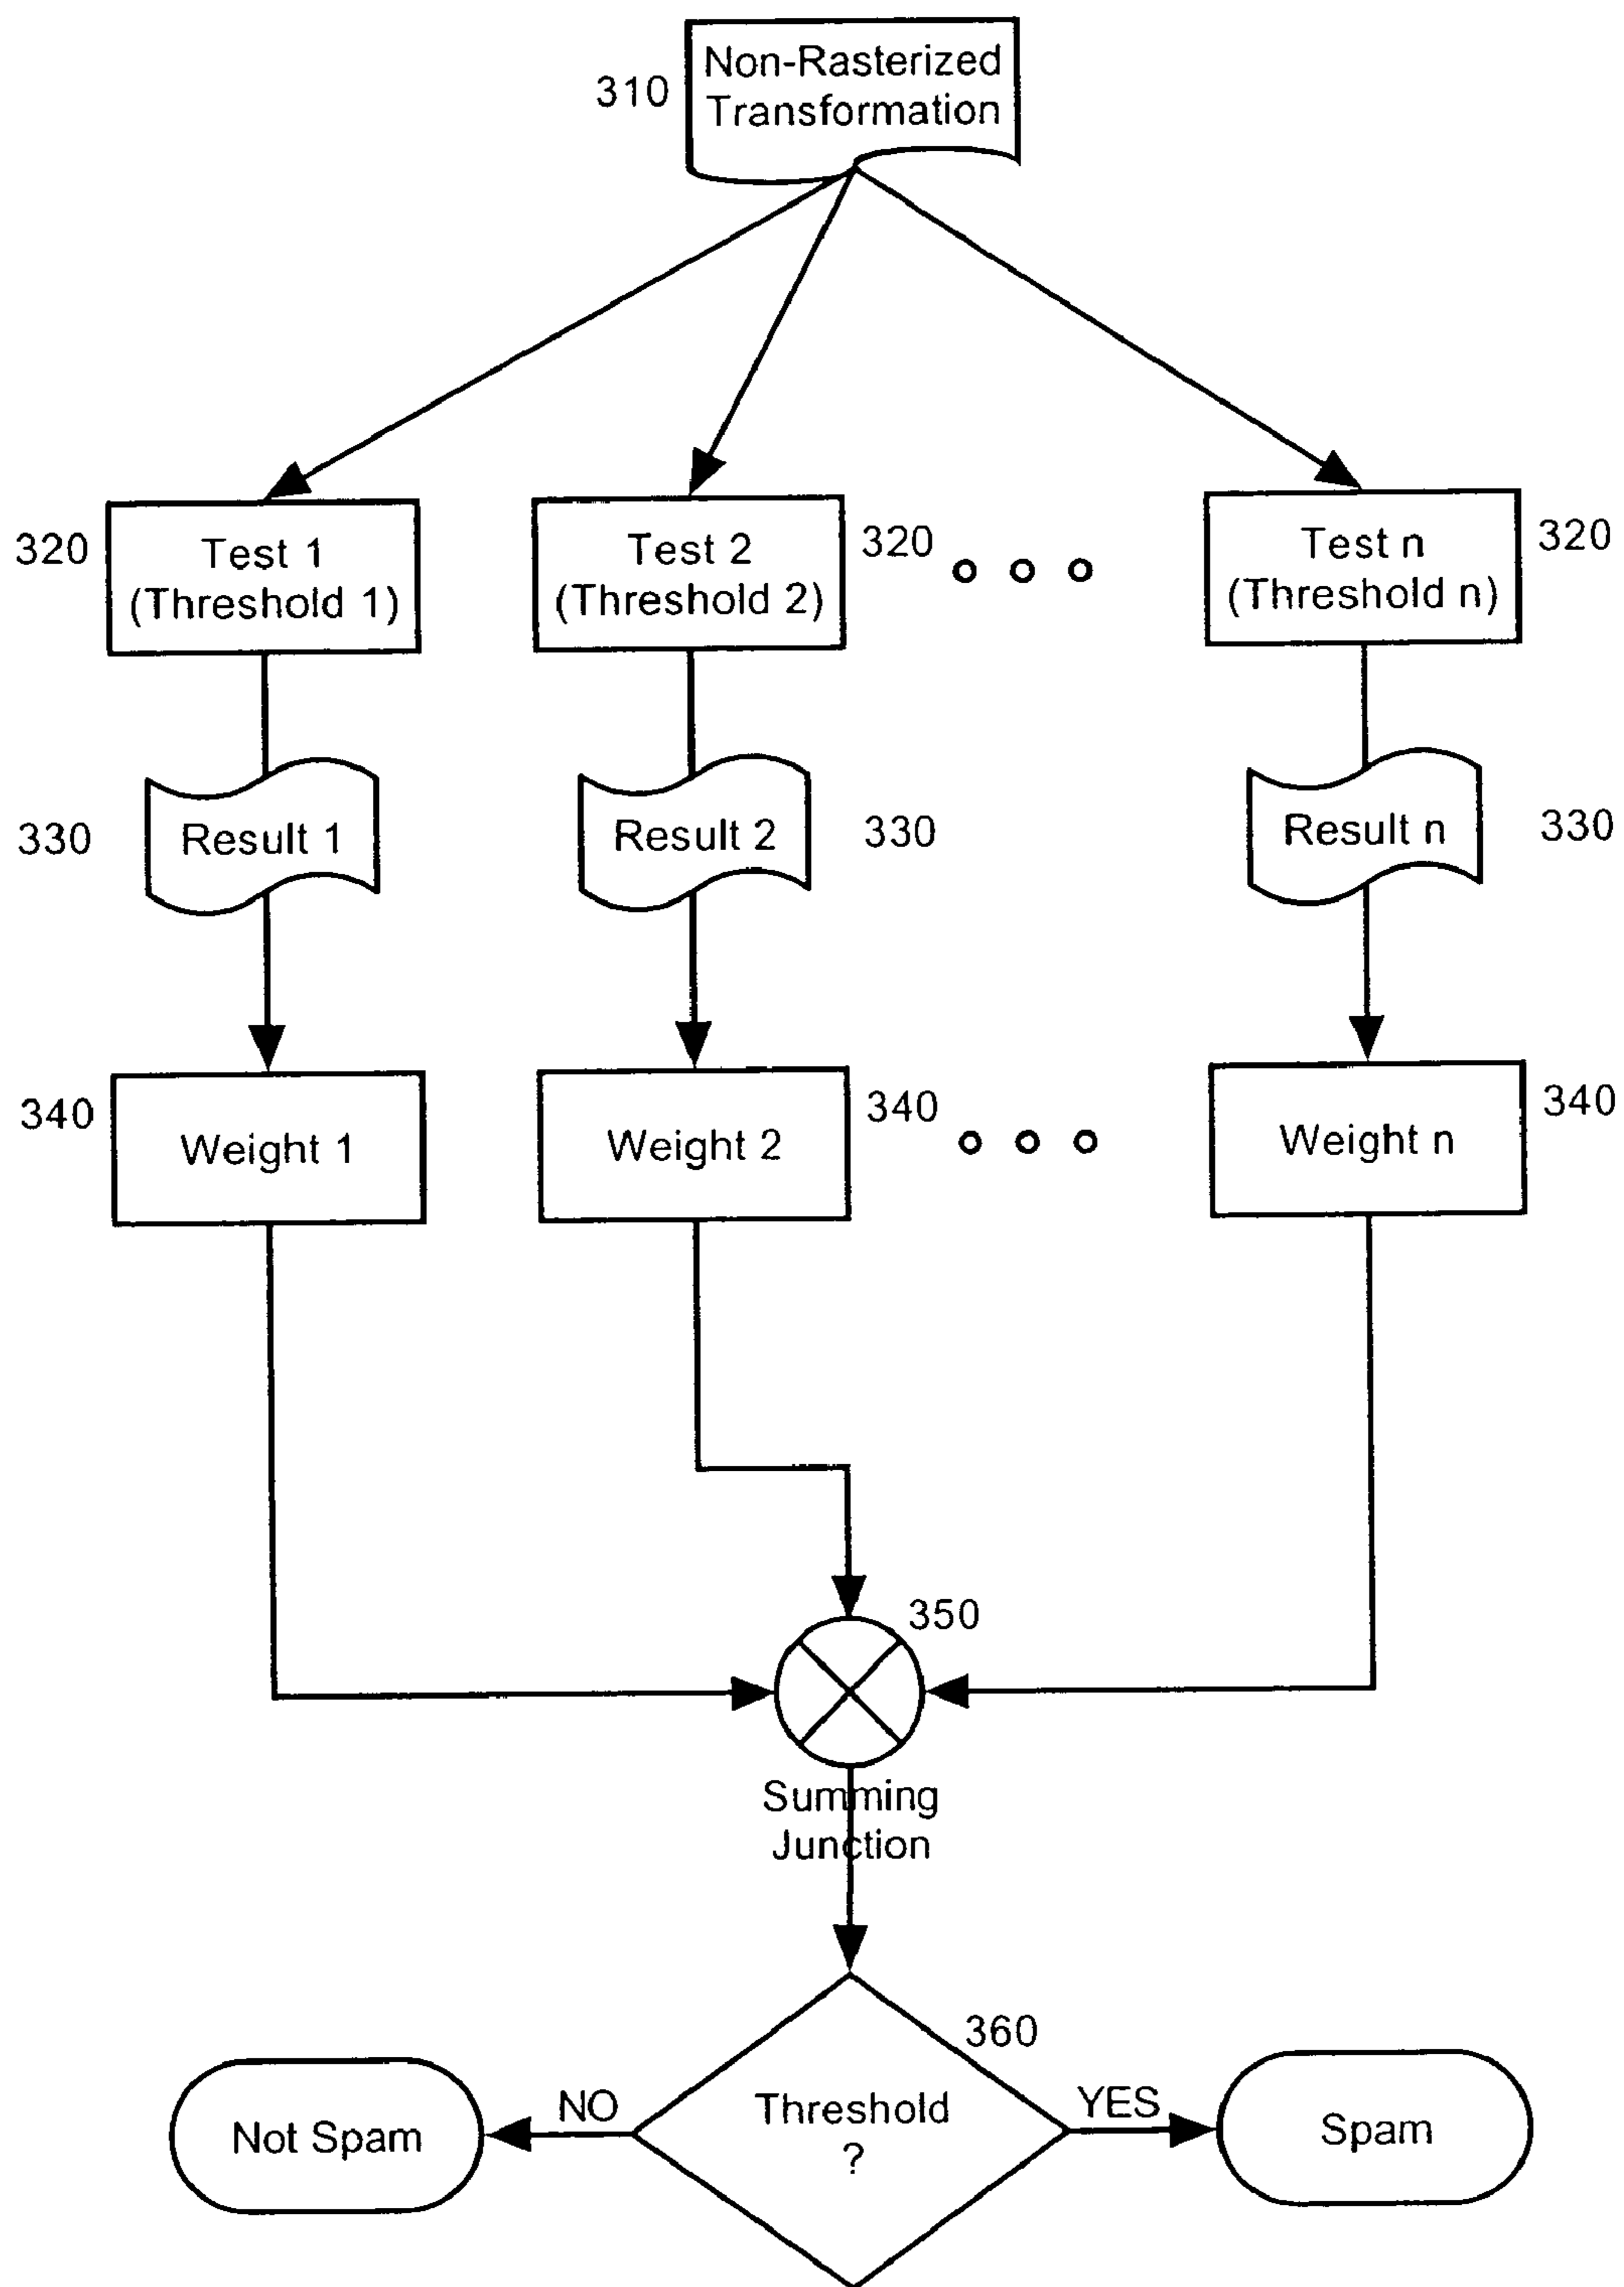 310
Non-Rasterized
Transformation
320
Test 1
(Threshold 1)
Test 2
(Threshold 2)
320
Test n
(Threshold n)
320
330
Result 1
Result 2
330
Result n
330
340
Weight 1
Weight 2
340
Weight n
340
350
Summing
Junction
360
Not Spam
NO
Threshold
?
YES
Spam